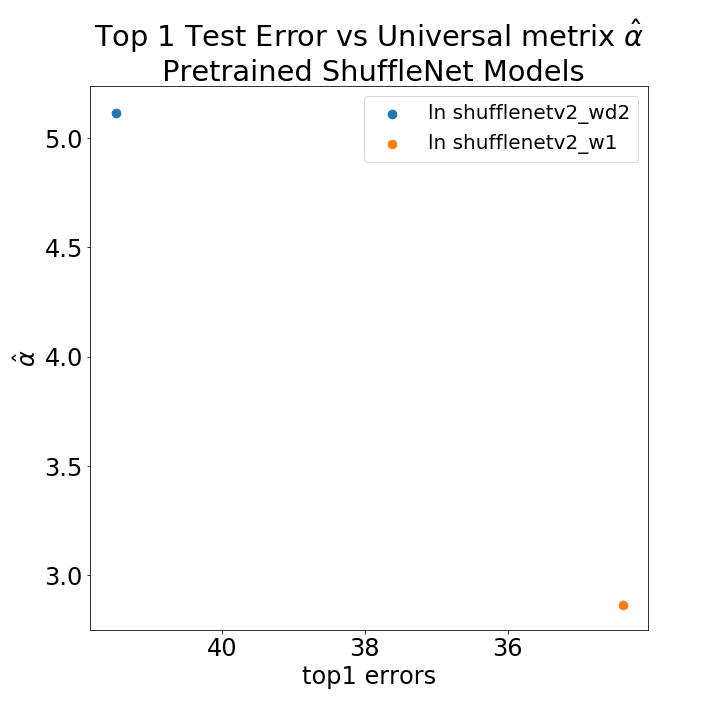 Top 1 Test Error vs Universal metrix α̂
Pretrained ShuffleNet Models
ln shufflenetv2_wd2
ln shufflenetv2_w1
5.0
4.5
4.0
3.5
3.0
α̂
40
38
36
top1 errors